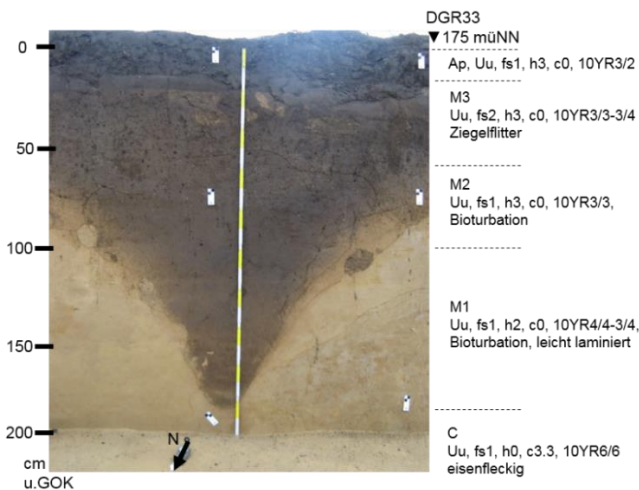 DGR33
▼175 müNN
0
Ap, Uu, fs1, h3, c0, 10YR3/2
M3
Uu, fs2, h3, c0, 10YR3/3-3/4
Ziegelflitter
50
M2
Uu, fs1, h3, c0, 10YR3/3,
Bioturbation
100
M1
Uu, fs1, h2, c0, 10YR4/4-3/4,
Bioturbation, leicht laminiert
150
200
C
Uu, fs1, h0, c3.3, 10YR6/6
eisenfleckig
N
cm
u.GOK